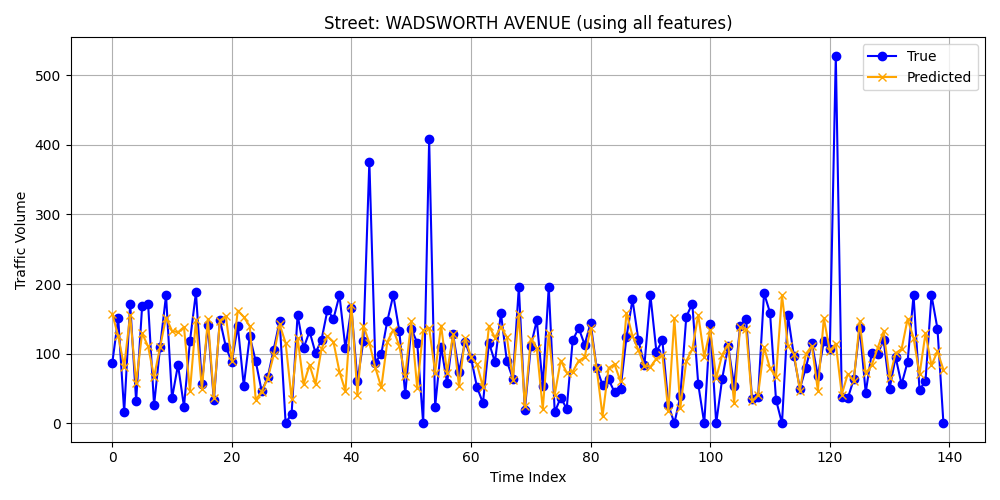 Street: WADSWORTH AVENUE (using all features)
True
Predicted
Traffic Volume
500
400
300
200
100
0
0 20 40 60 80 100 120 140
Time Index